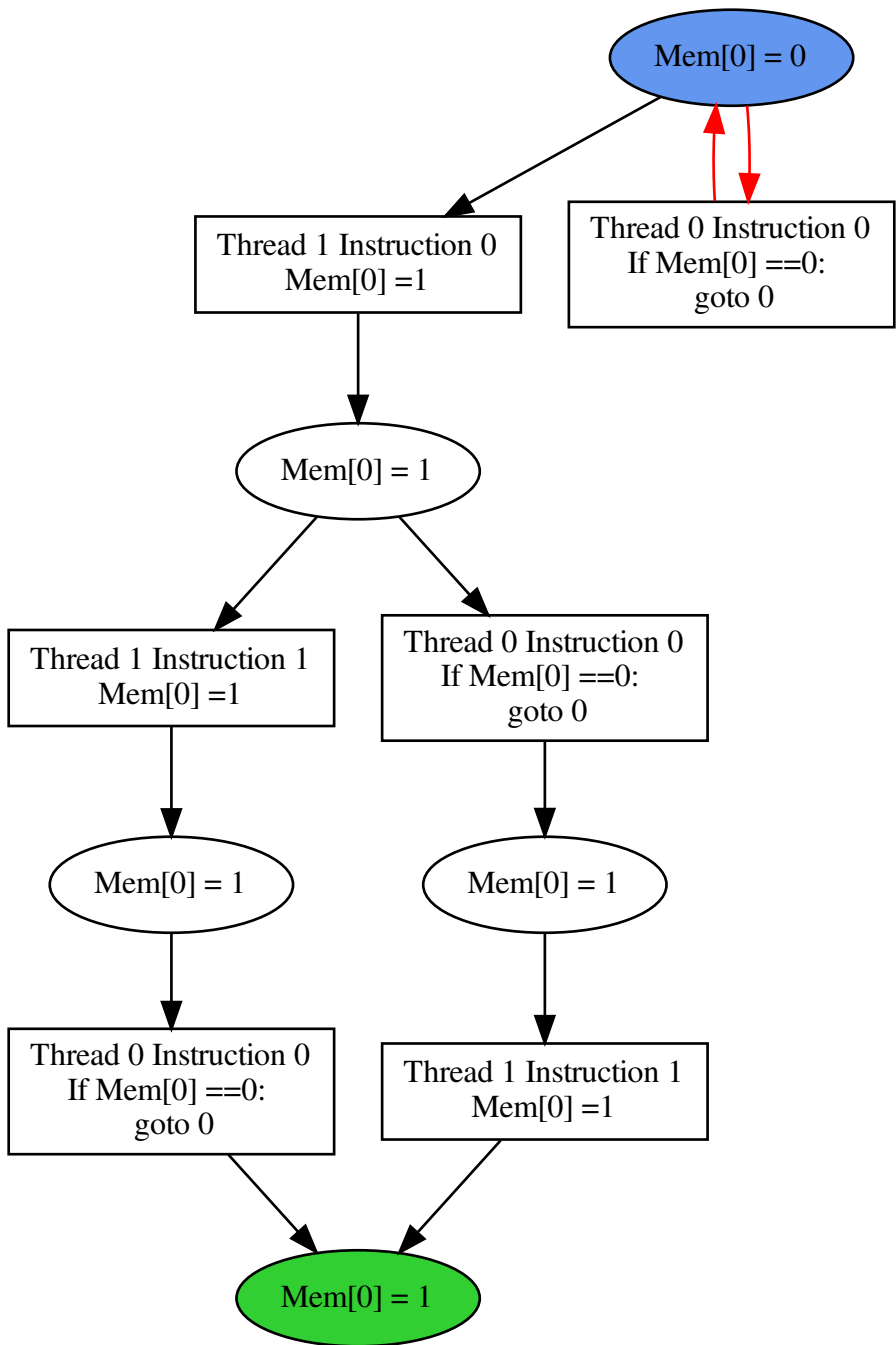 Mem[0] = 0
Thread 1 Instruction 0
Mem[0] =1
Thread 0 Instruction 0
If Mem[0] ==0:
goto 0
Mem[0] = 1
Thread 1 Instruction 1
Mem[0] =1
Thread 0 Instruction 0
If Mem[0] ==0:
goto 0
Mem[0] = 1
Mem[0] = 1
Thread 0 Instruction 0
If Mem[0] ==0:
goto 0
Thread 1 Instruction 1
Mem[0] =1
Mem[0] = 1